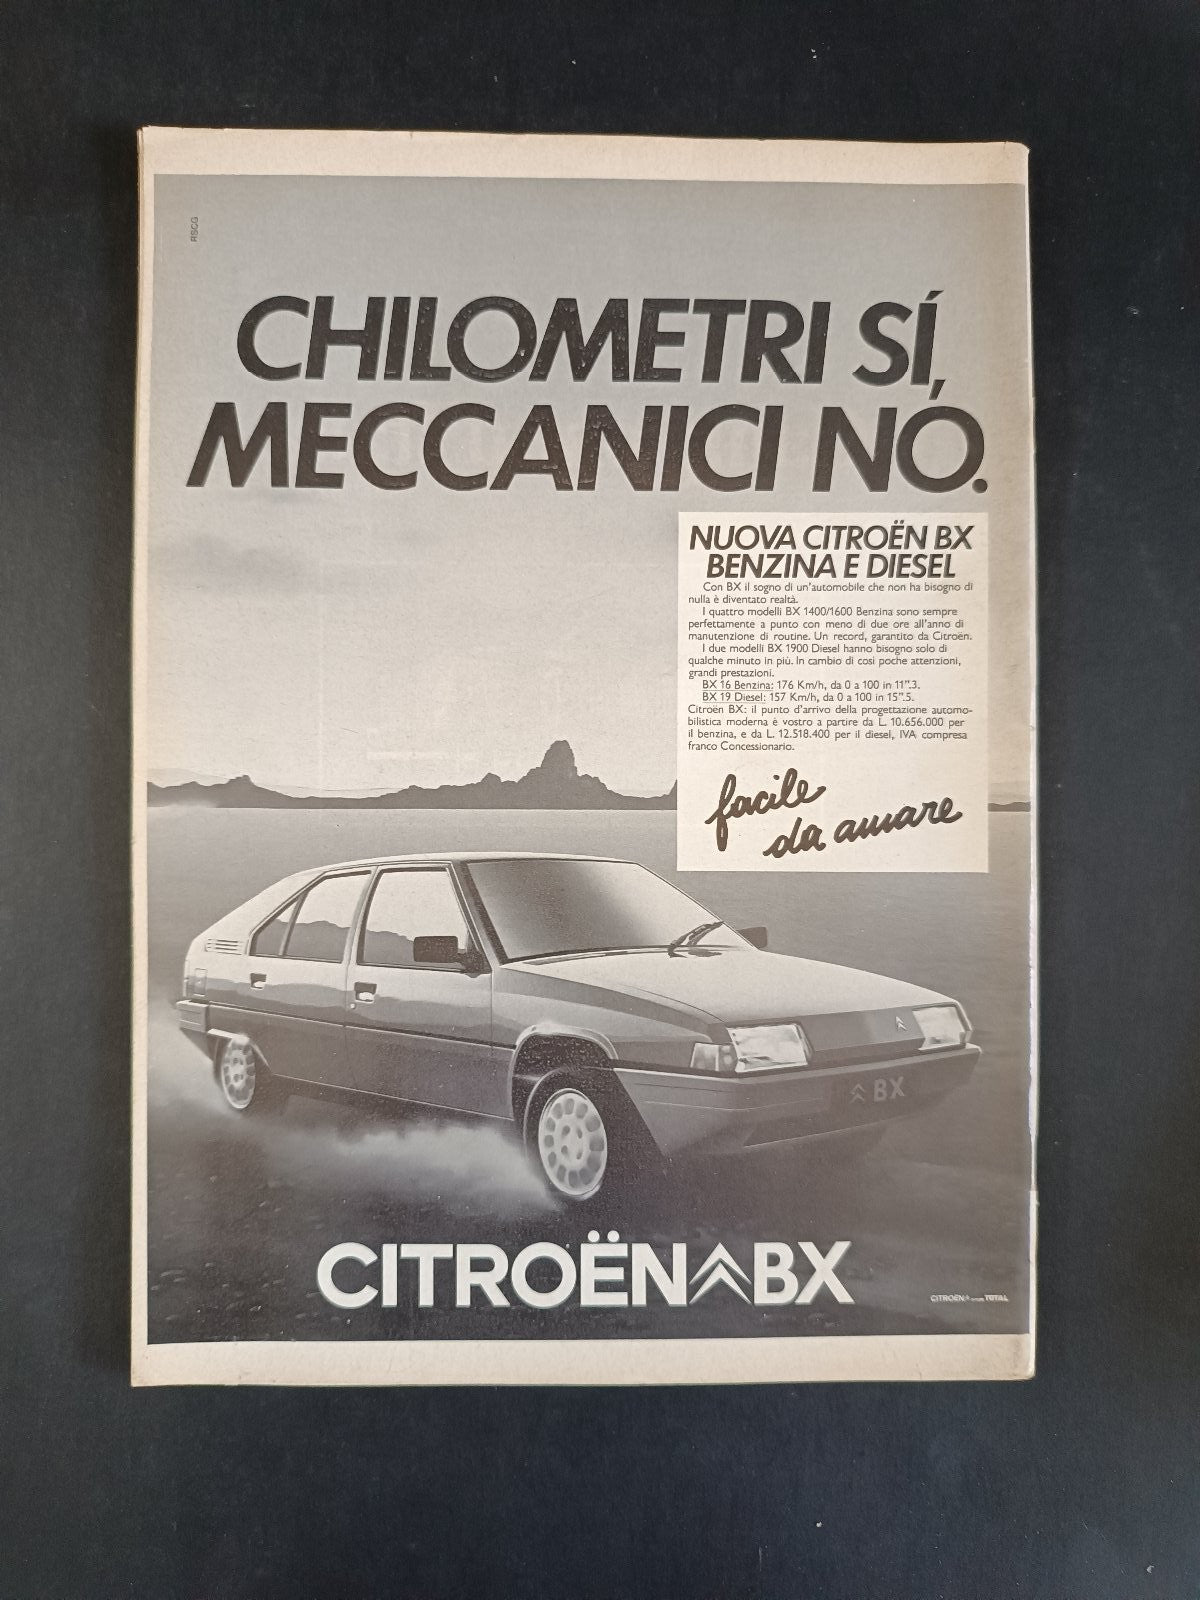 RSCG
CHILOMETRI SÍ,
MECCANICI NO.
NUOVA CITROËN BX
BENZINA E DIESEL
Con BX il sogno di un'automobile che non ha bisogno di
nulla è diventato realtà.
I quattro modelli BX 1400/1600 Benzina sono sempre
perfettamente a punto con meno di due ore all'anno di
manutenzione di routine. Un record, garantito da Citroën.
I due modelli BX 1900 Diesel hanno bisogno solo di
qualche minuto in più. In cambio di così poche attenzioni,
grandi prestazioni.
BX 16 Benzina: 176 Km/h, da 0 a 100 in 11".3.
BX 19 Diesel: 157 Km/h, da 0 a 100 in 15".5.
Citroën BX: il punto d'arrivo della progettazione automo-
bilistica moderna è vostro a partire da L. 10.656.000 per
il benzina, e da L. 12.518.400 per il diesel, IVA compresa
franco Concessionario.
facile
da amare
BX
CITROËN BX
CITROËN TOTAL